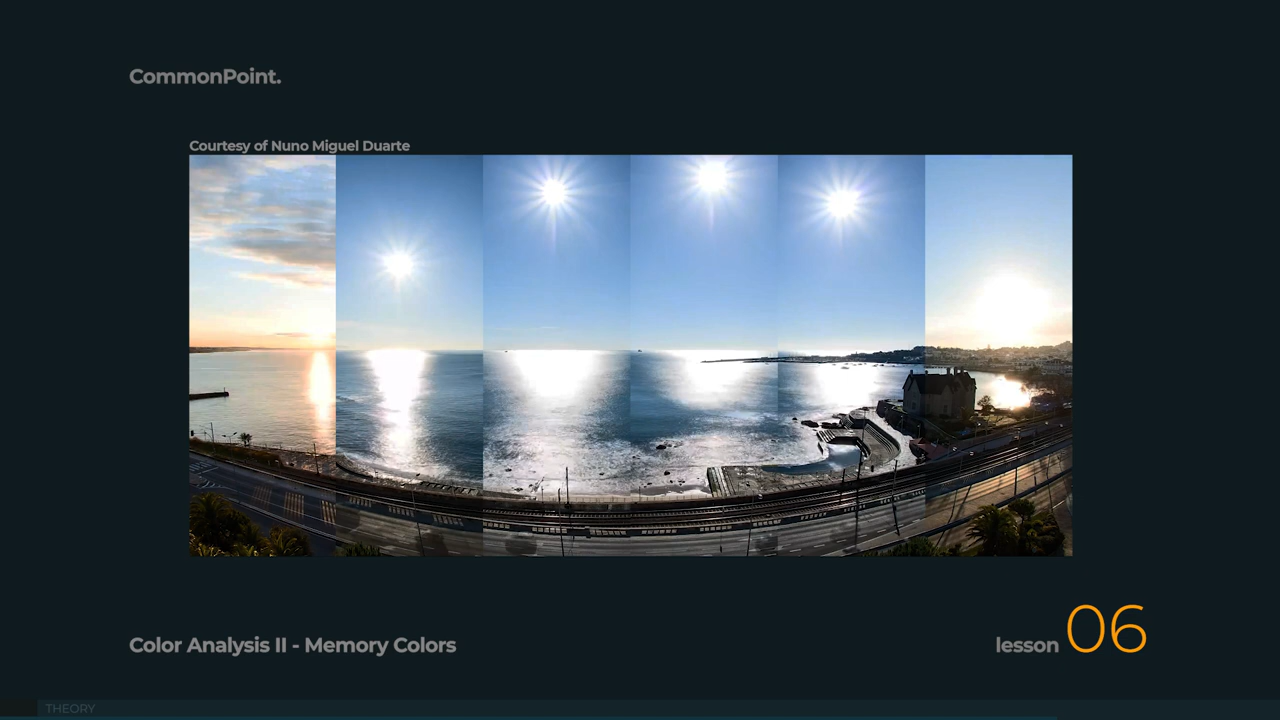 CommonPoint.
Courtesy of Nuno Miguel Duarte
Color Analysis II - Memory Colors
lesson 06
THEORY